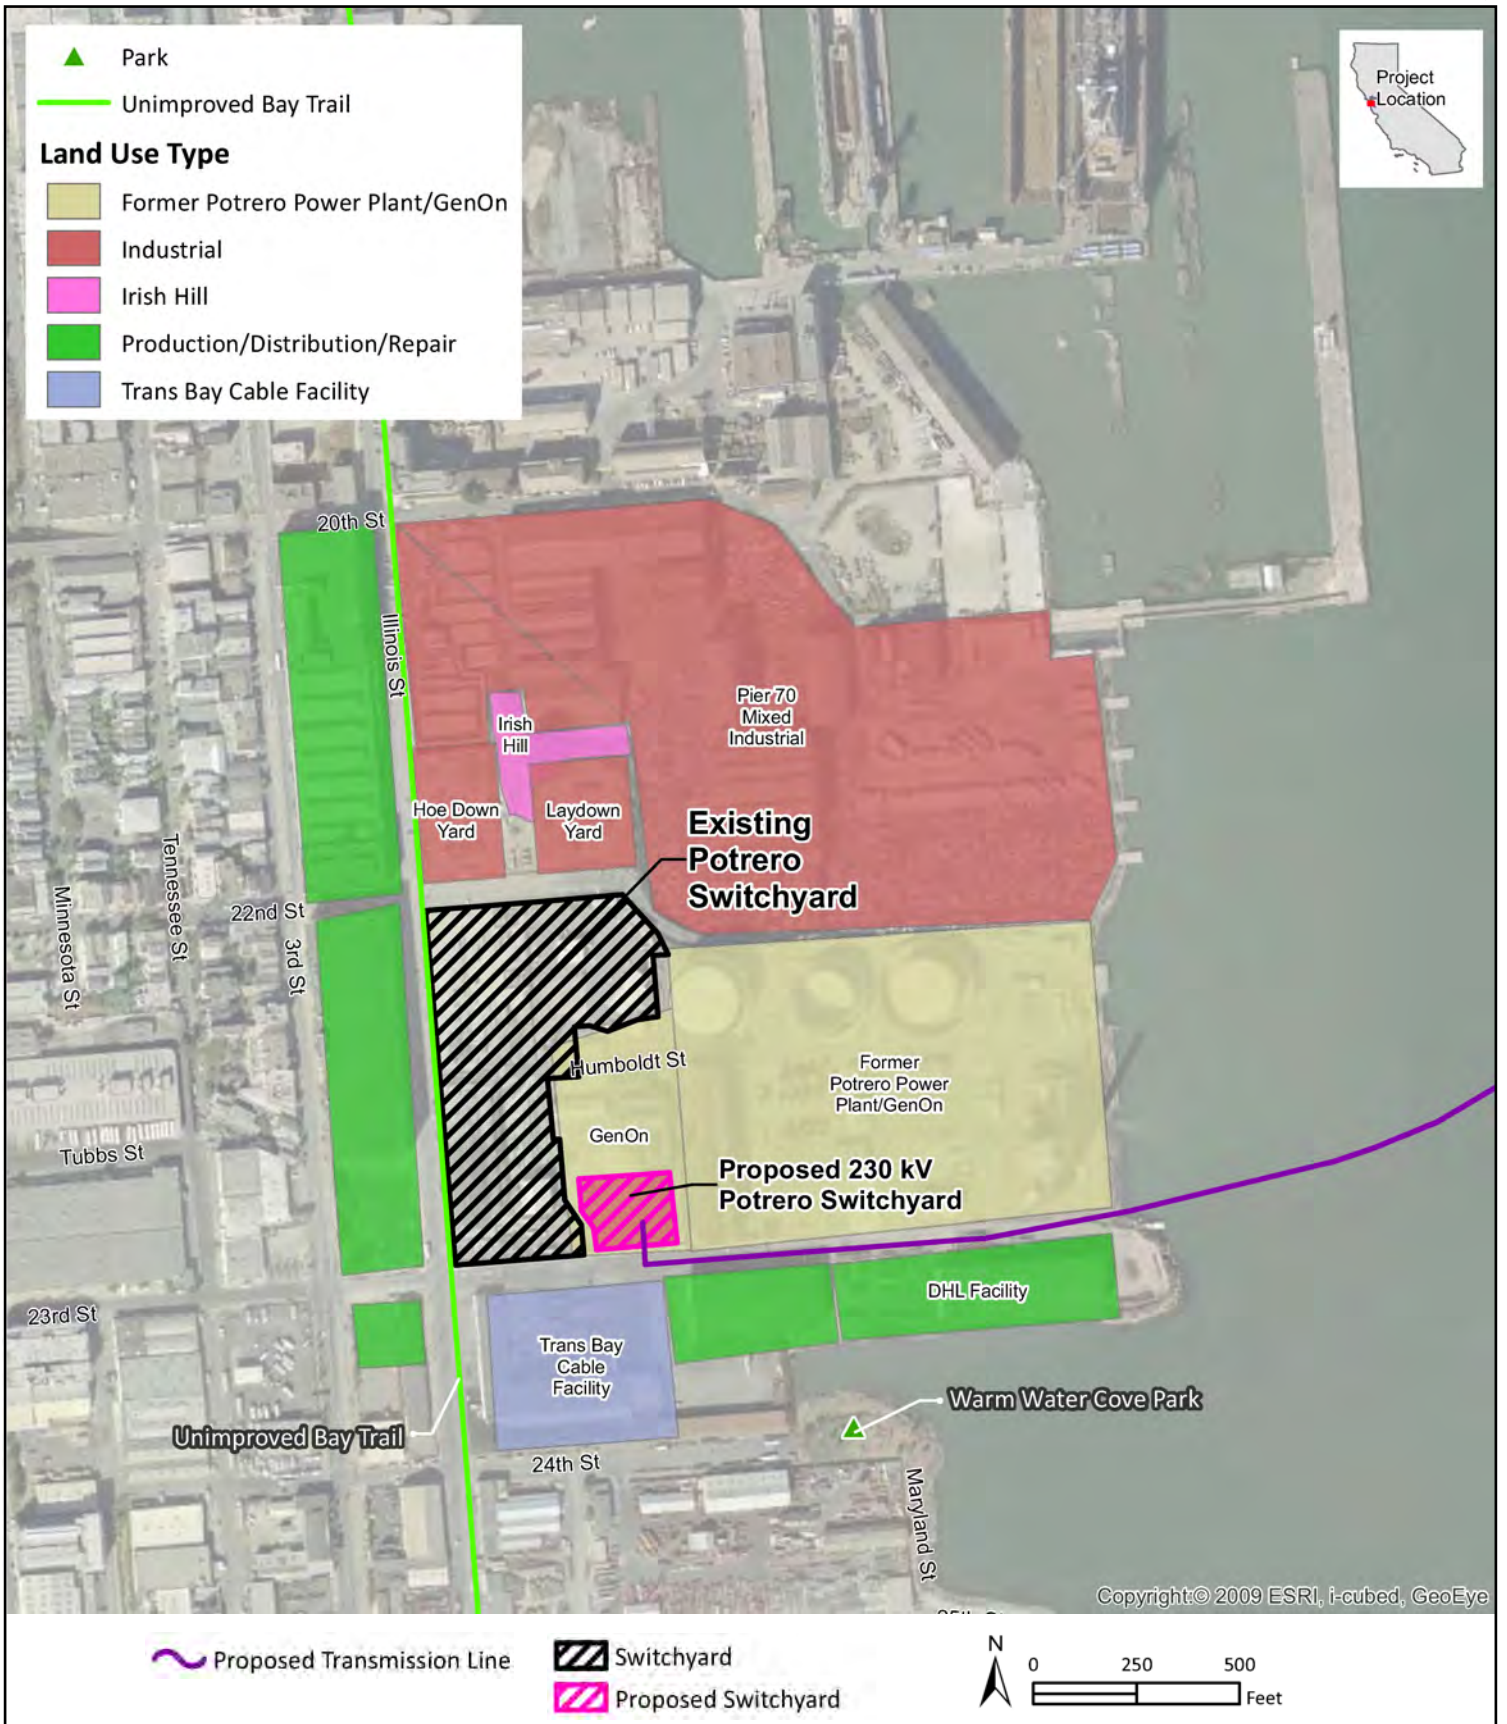 Park
Unimproved Bay Trail
Land Use Type
Former Potrero Power Plant/GenOn
Industrial
Irish Hill
Production/Distribution/Repair
Trans Bay Cable Facility
Project
Location
20th St
Illinois St
Irish
Hill
Pier 70
Mixed
Industrial
Hoe Down
Yard
Laydown
Yard
Existing
Potrero
Switchyard
Minnesota St
Tennessee St
22nd St
3rd St
Humboldt St
Former
Potrero Power
Plant/GenOn
GenOn
Tubbs St
Proposed 230 kV
Potrero Switchyard
DHL Facility
23rd St
Trans Bay
Cable
Facility
Warm Water Cove Park
Unimproved Bay Trail
24th St
Maryland St
Copyright:© 2009 ESRI, i-cubed, GeoEye
Proposed Transmission Line
Switchyard
Proposed Switchyard
N
0 250 500
Feet